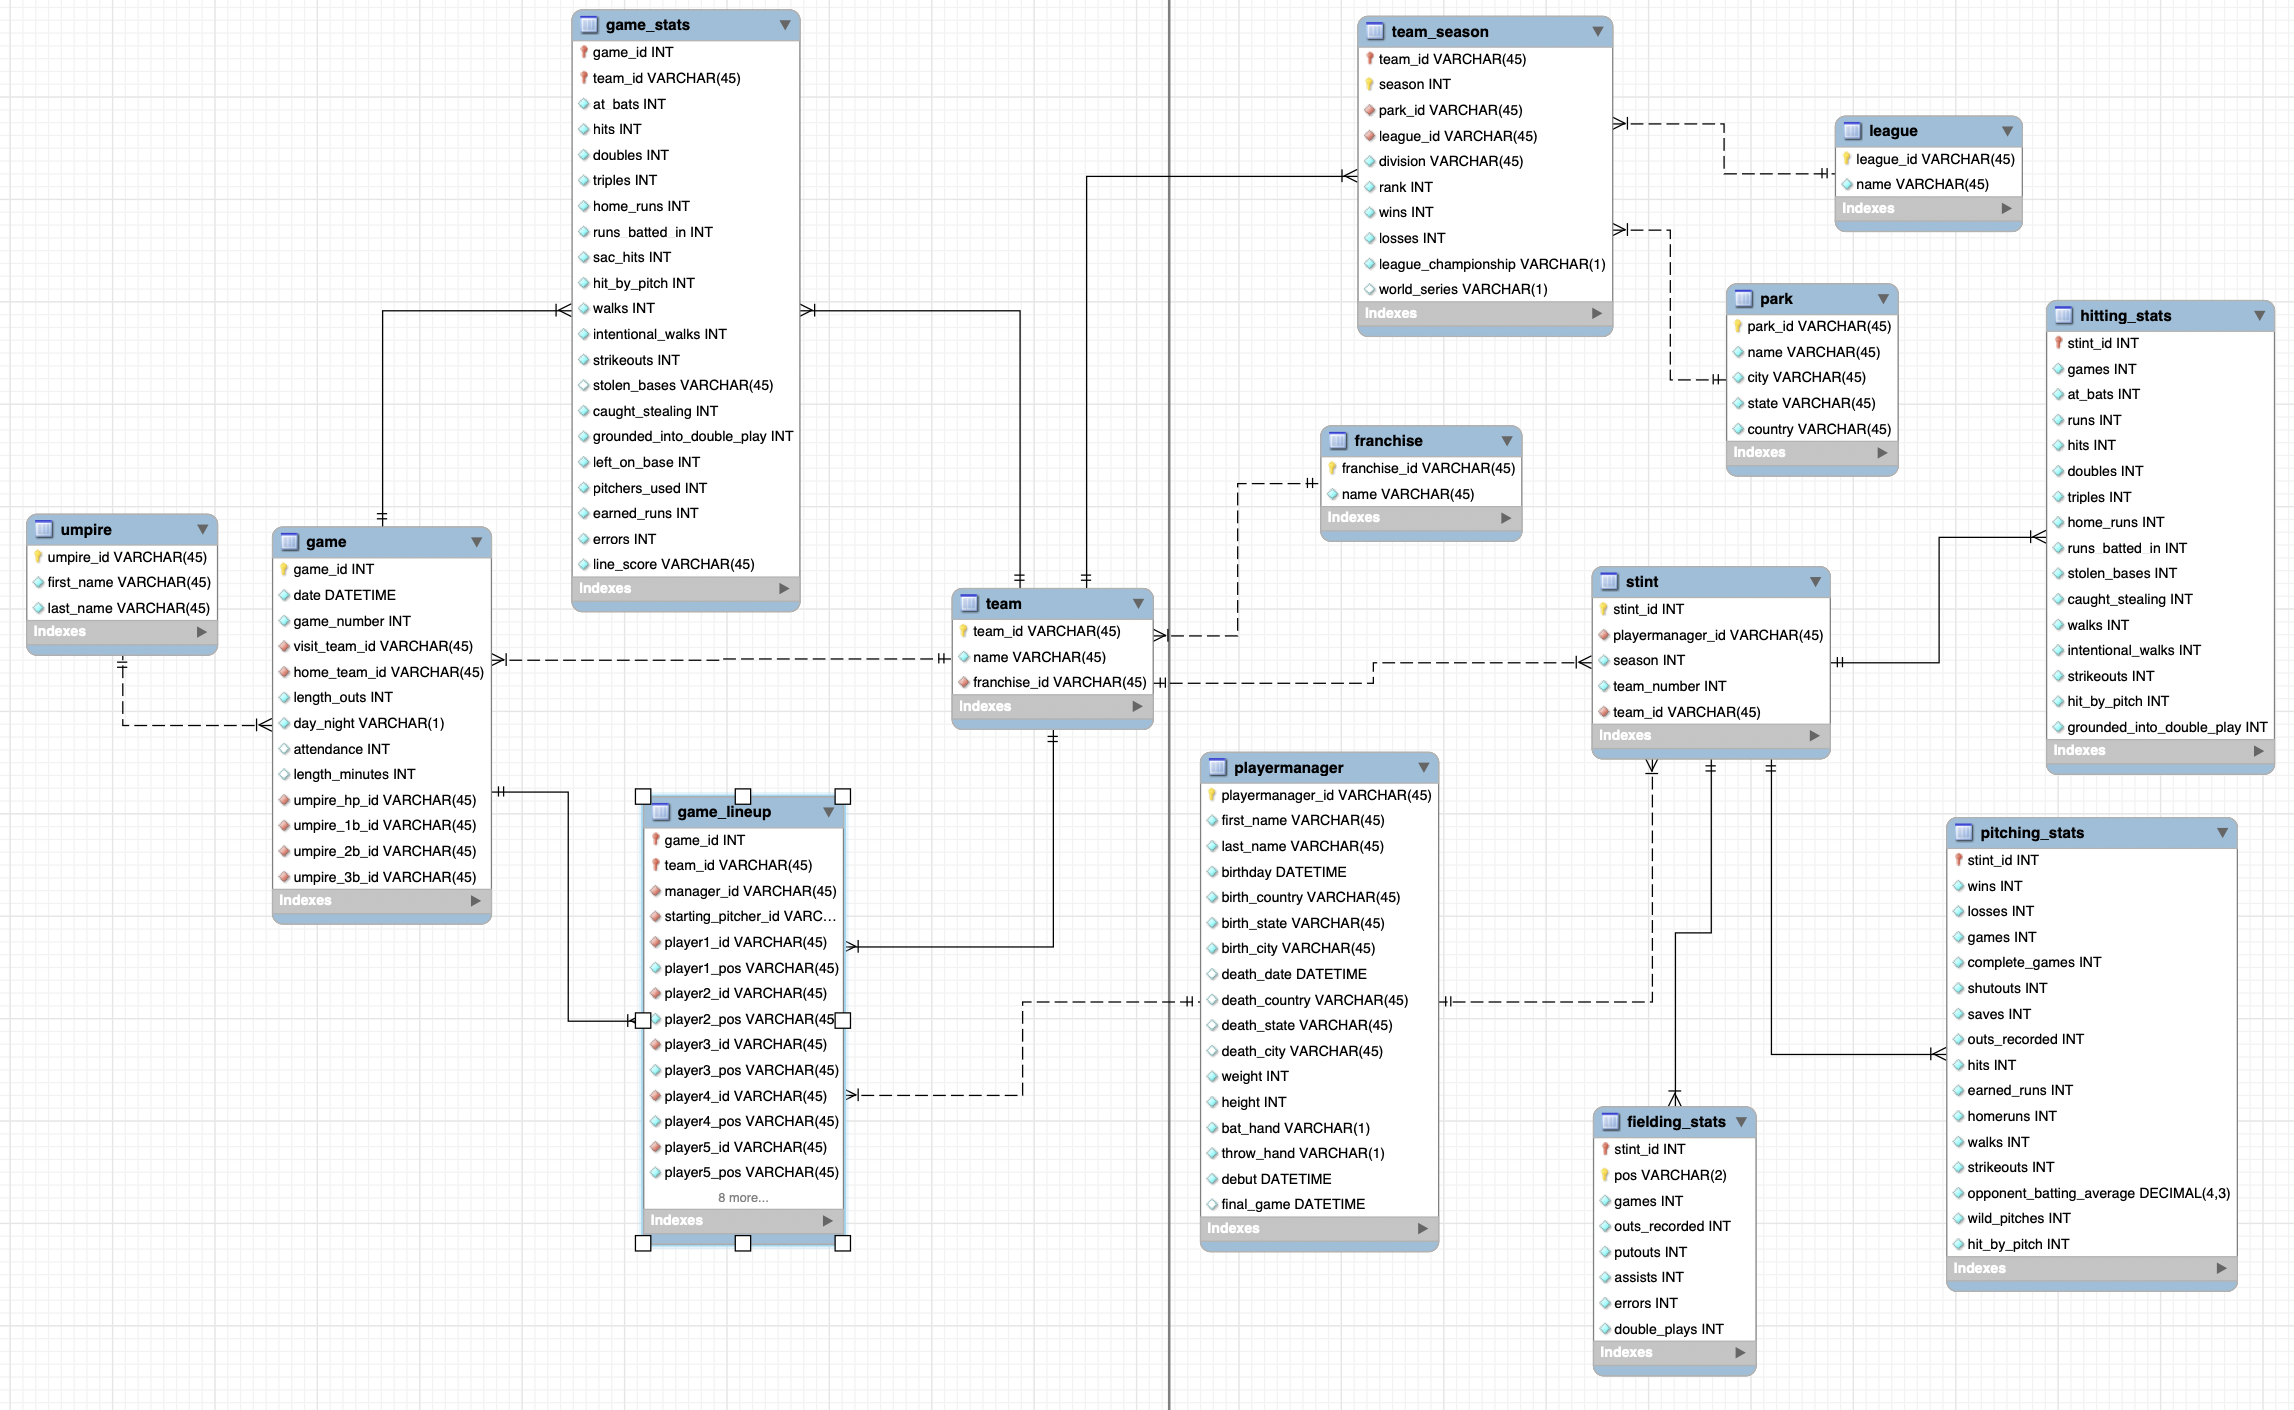 game_stats
game_id INT
team_id VARCHAR(45)
at_bats INT
hits INT
doubles INT
triples INT
home_runs INT
runs_batted_in INT
sac_hits INT
hit_by_pitch INT
walks INT
intentional_walks INT
strikeouts INT
stolen_bases VARCHAR(45)
caught_stealing INT
grounded_into_double_play INT
left_on_base INT
pitchers_used INT
earned_runs INT
errors INT
line_score VARCHAR(45)
Indexes
team_season
team_id VARCHAR(45)
season INT
park_id VARCHAR(45)
league_id VARCHAR(45)
division VARCHAR(45)
rank INT
wins INT
losses INT
league_championship VARCHAR(1)
world_series VARCHAR(1)
Indexes
league
league_id VARCHAR(45)
name VARCHAR(45)
Indexes
park
park_id VARCHAR(45)
name VARCHAR(45)
city VARCHAR(45)
state VARCHAR(45)
country VARCHAR(45)
Indexes
hitting_stats
stint_id INT
games INT
at_bats INT
runs INT
hits INT
doubles INT
triples INT
home_runs INT
runs_batted_in INT
stolen_bases INT
caught_stealing INT
walks INT
intentional_walks INT
strikeouts INT
hit_by_pitch INT
grounded_into_double_play INT
Indexes
franchise
franchise_id VARCHAR(45)
name VARCHAR(45)
Indexes
umpire
umpire_id VARCHAR(45)
first_name VARCHAR(45)
last_name VARCHAR(45)
Indexes
game
game_id INT
date DATETIME
game_number INT
visit_team_id VARCHAR(45)
home_team_id VARCHAR(45)
length_outs INT
day_night VARCHAR(1)
attendance INT
length_minutes INT
umpire_hp_id VARCHAR(45)
umpire_1b_id VARCHAR(45)
umpire_2b_id VARCHAR(45)
umpire_3b_id VARCHAR(45)
Indexes
team
team_id VARCHAR(45)
name VARCHAR(45)
franchise_id VARCHAR(45)
Indexes
stint
stint_id INT
playermanager_id VARCHAR(45)
season INT
team_number INT
team_id VARCHAR(45)
Indexes
game_lineup
game_id INT
team_id VARCHAR(45)
manager_id VARCHAR(45)
starting_pitcher_id VARC...
player1_id VARCHAR(45)
player1_pos VARCHAR(45)
player2_id VARCHAR(45)
player2_pos VARCHAR(45
player3_id VARCHAR(45)
player3_pos VARCHAR(45)
player4_id VARCHAR(45)
player4_pos VARCHAR(45)
player5_id VARCHAR(45)
player5_pos VARCHAR(45)
8 more...
Indexes
playermanager
playermanager_id VARCHAR(45)
first_name VARCHAR(45)
last_name VARCHAR(45)
birthday DATETIME
birth_country VARCHAR(45)
birth_state VARCHAR(45)
birth_city VARCHAR(45)
death_date DATETIME
death_country VARCHAR(45)
death_state VARCHAR(45)
death_city VARCHAR(45)
weight INT
height INT
bat_hand VARCHAR(1)
throw_hand VARCHAR(1)
debut DATETIME
final_game DATETIME
Indexes
pitching_stats
stint_id INT
wins INT
losses INT
games INT
complete_games INT
shutouts INT
saves INT
outs_recorded INT
hits INT
earned_runs INT
homeruns INT
walks INT
strikeouts INT
opponent_batting_average DECIMAL(4,3)
wild_pitches INT
hit_by_pitch INT
Indexes
fielding_stats
stint_id INT
pos VARCHAR(2)
games INT
outs_recorded INT
putouts INT
assists INT
errors INT
double_plays INT
Indexes